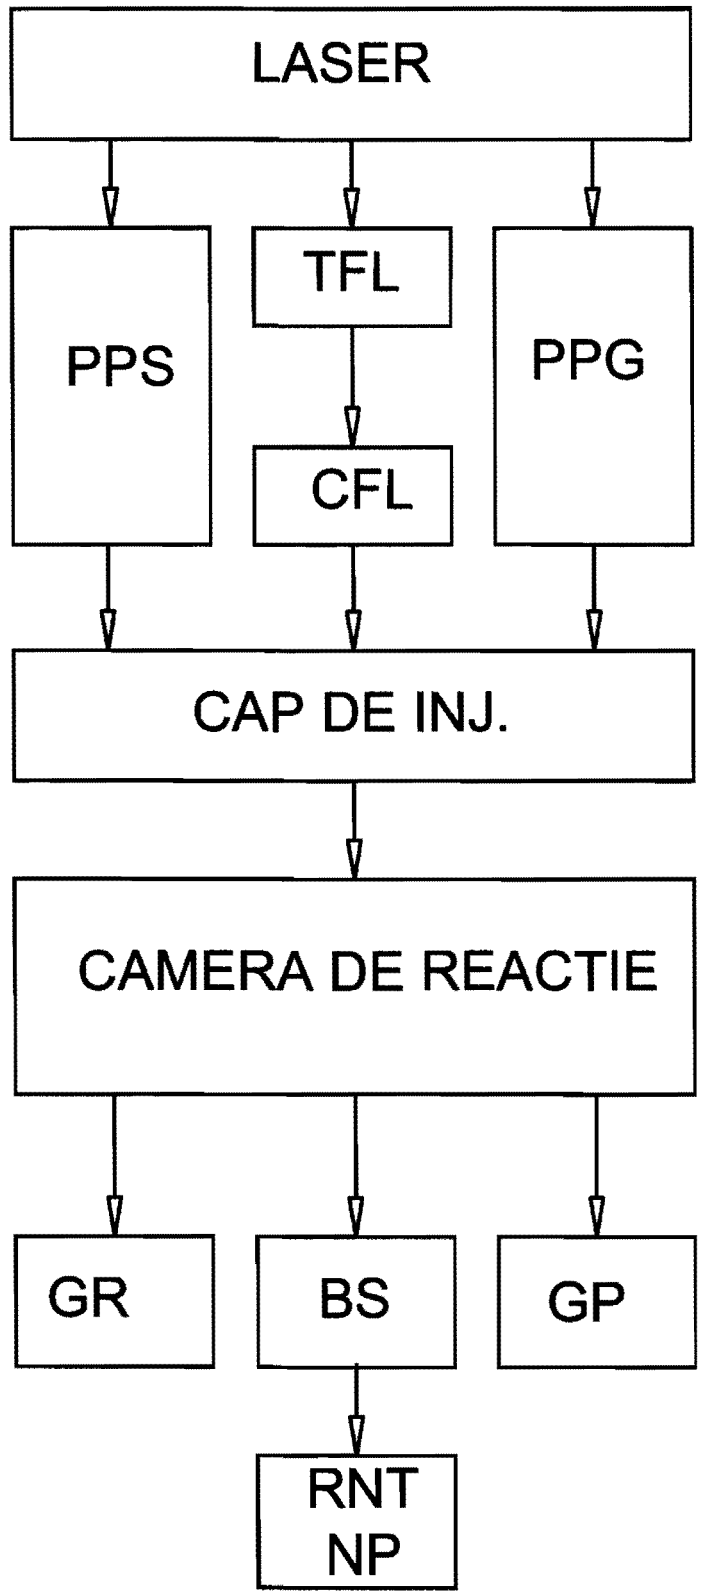 LASER
TFL
PPS
PPG
CFL
CAP DE INJ.
CAMERA DE REACTIE
GR
BS
GP
RNT
NP